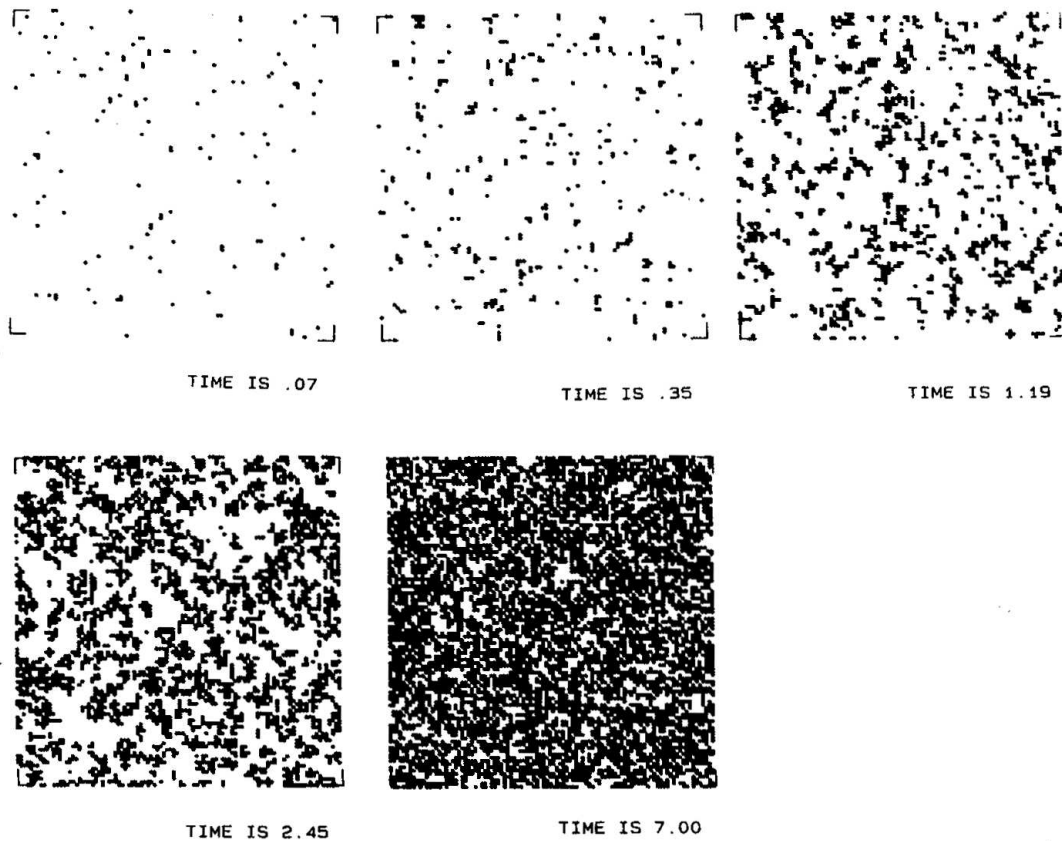 TIME IS .07
TIME IS .35
TIME IS 1.19
TIME IS 2.45
TIME IS 7.00